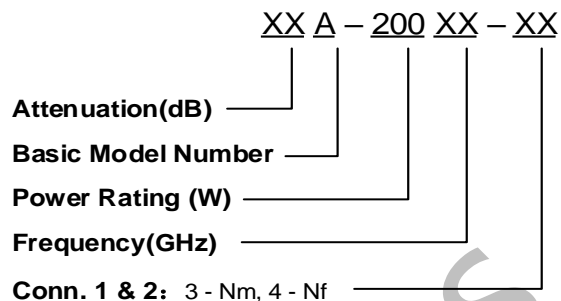 XX A – 200 XX – XX
Attenuation(dB)
Basic Model Number
Power Rating (W)
Frequency(GHz)
Conn. 1 & 2： 3 - Nm, 4 - Nf